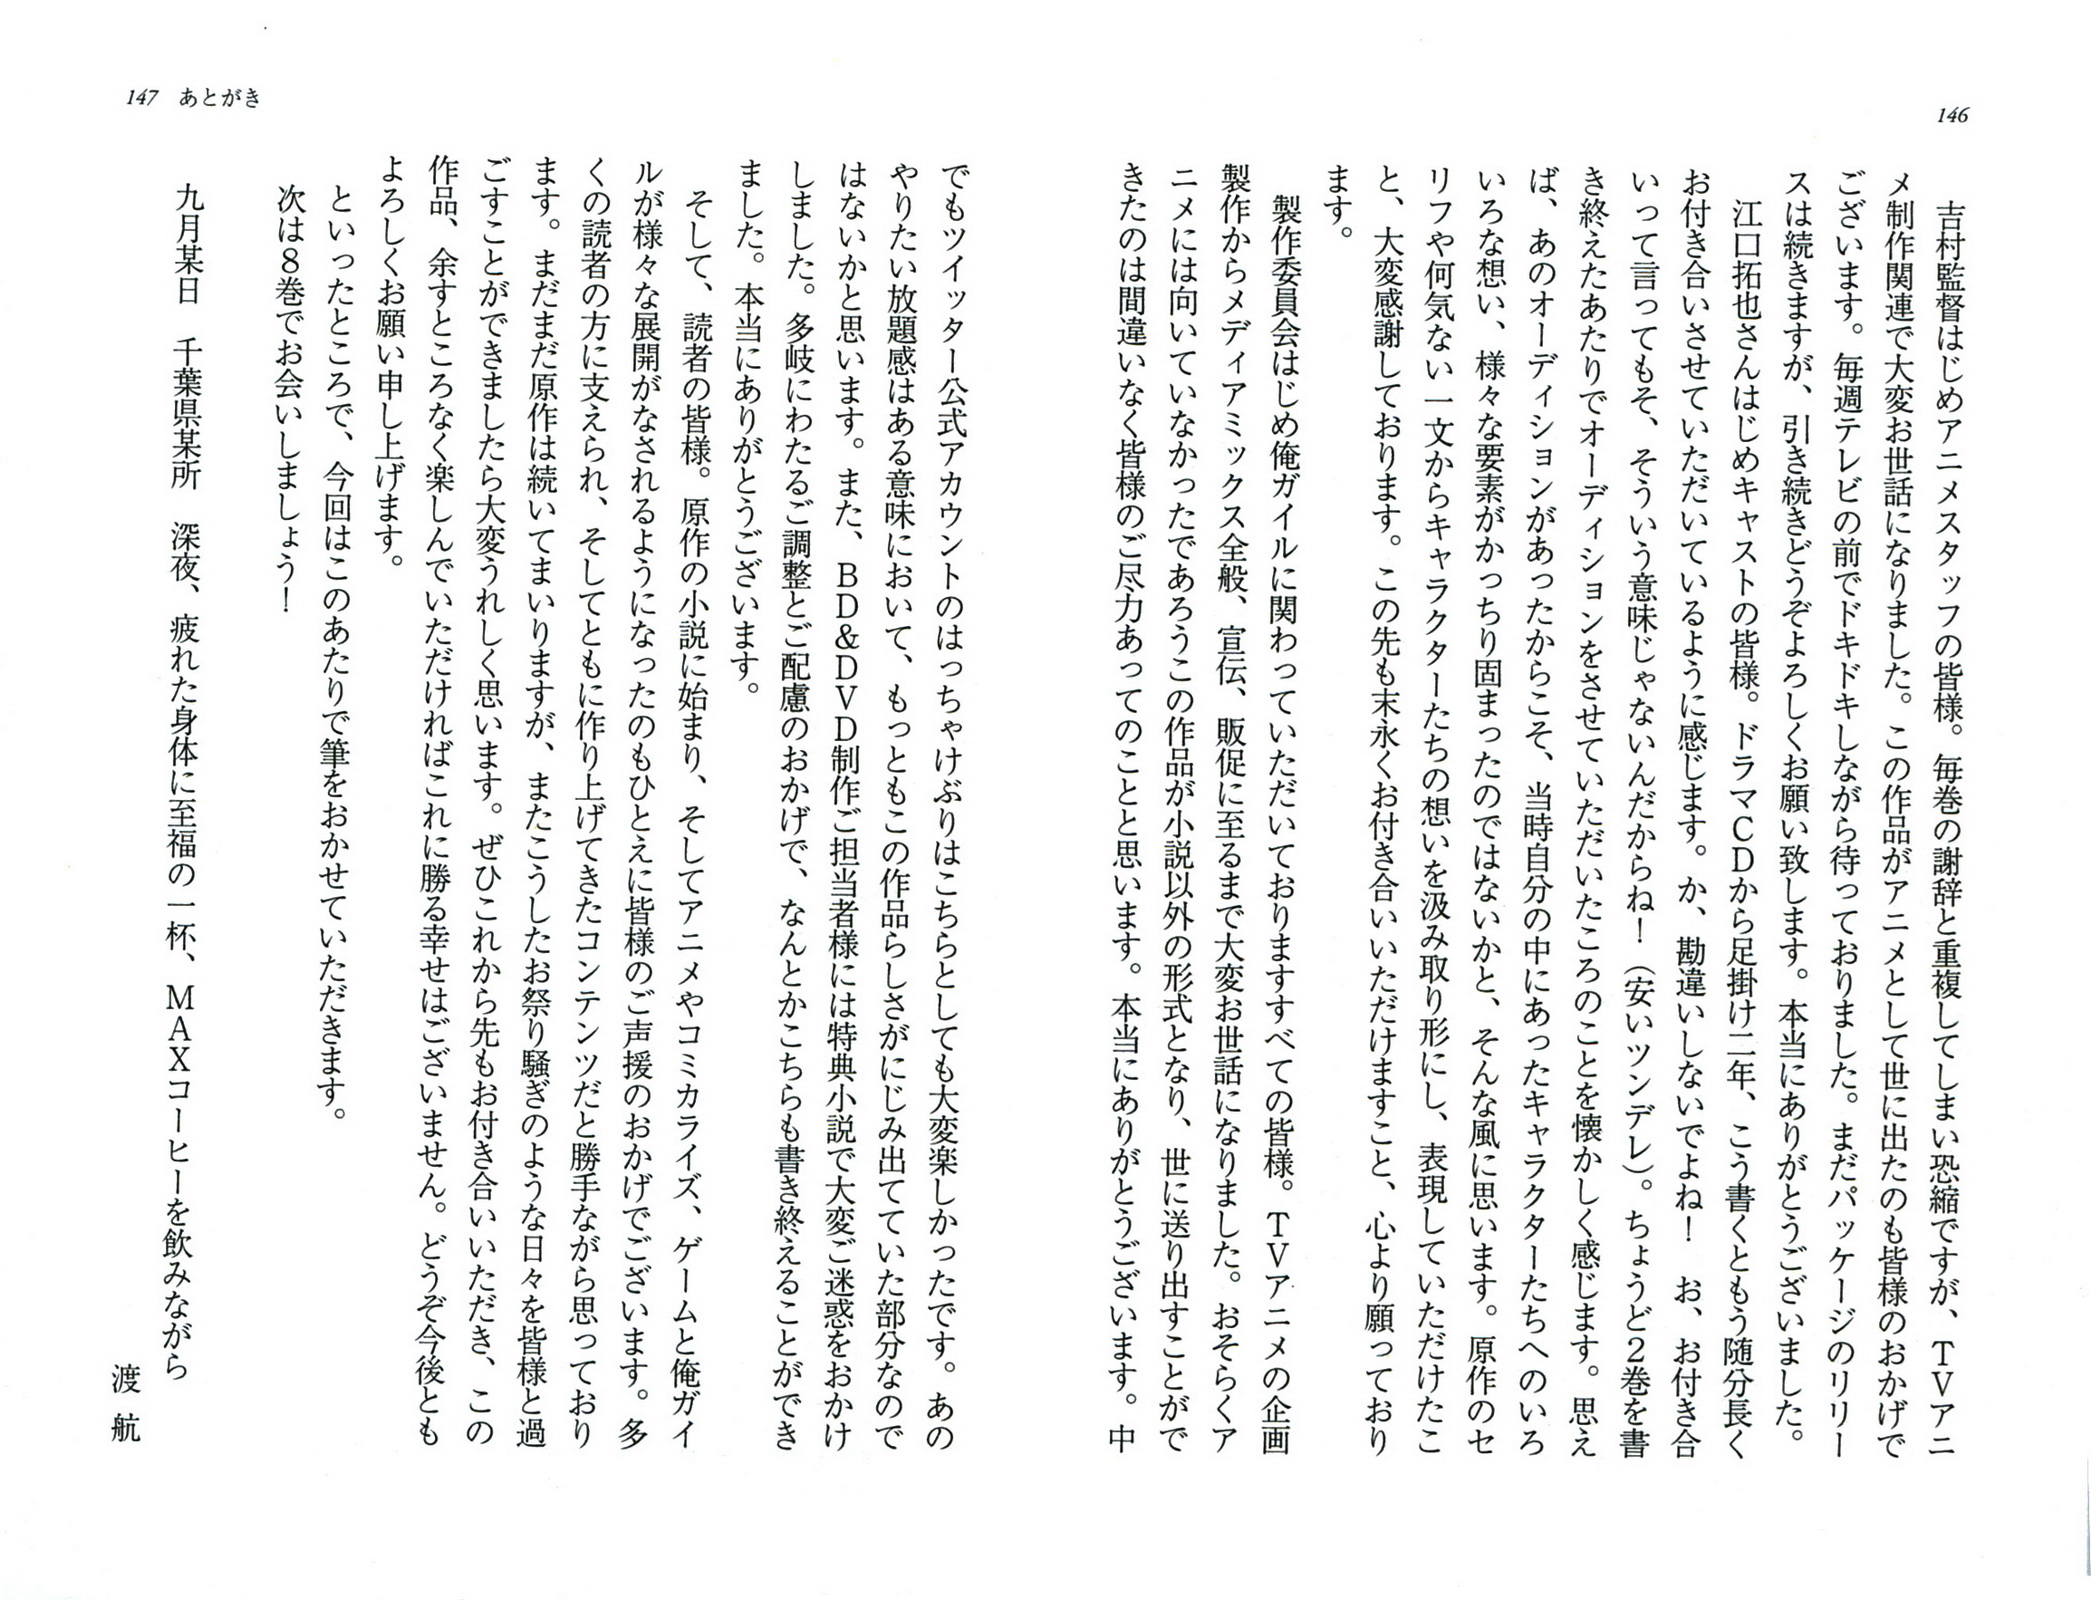 146
　吉村監督はじめアニメスタッフの皆様。毎巻の謝辞と重複してしまい恐縮ですが、TVアニ
メ制作関連で大変お世話になりました。この作品がアニメとして世に出たのも皆様のおかげで
ございます。毎週テレビの前でドキドキしながら待っておりました。まだパッケージのリリー
スは続きますが、引き続きどうぞよろしくお願い致します。本当にありがとうございました。
　江口拓也さんはじめキャストの皆様。ドラマCDから足掛け二年、こう書くともう随分長く
お付き合いさせていただいているように感じます。か、勘違いしないでよね！　お、お付き合
いって言ってもそ、そういう意味じゃないんだからね！（安いツンデレ）。ちょうど2巻を書
き終えたあたりでオーディションをさせていただいたころのことを懐かしく感じます。思え
ば、あのオーディションがあったからこそ、当時自分の中にあったキャラクターたちへのいろ
いろな想い、様々な要素がかっちり固まったのではないかと、そんな風に思います。原作のセ
リフや何気ない一文からキャラクターたちの想いを汲み取り形にし、表現していただけたこ
と、大変感謝しております。この先も末永くお付き合いいただけますこと、心より願っており
ます。
　製作委員会はじめ俺ガイルに関わっていただいておりますすべての皆様。TVアニメの企画
製作からメディアミックス全般、宣伝、販促に至るまで大変お世話になりました。おそらくア
ニメには向いていなかったであろうこの作品が小説以外の形式となり、世に送り出すことがで
きたのは間違いなく皆様のご尽力あってのことと思います。本当にありがとうございます。中
147　あとがき
でもツイッター公式アカウントのはっちゃけぶりはこちらとしても大変楽しかったです。あの
やりたい放題感はある意味において、もっともこの作品らしさがにじみ出てていた部分なので
はないかと思います。また、BD&DVD制作ご担当者様には特典小説で大変ご迷惑をおかけ
しました。多岐にわたるご調整とご配慮のおかげで、なんとかこちらも書き終えることができ
ました。本当にありがとうございます。
　そして、読者の皆様。原作の小説に始まり、そしてアニメやコミカライズ、ゲームと俺ガイ
ルが様々な展開がなされるようになったのもひとえに皆様のご声援のおかげでございます。多
くの読者の方に支えられ、そしてともに作り上げてきたコンテンツだと勝手ながら思っており
ます。まだまだ原作は続いてまいりますが、またこうしたお祭り騒ぎのような日々を皆様と過
ごすことができましたら大変うれしく思います。ぜひこれから先もお付き合いいただき、この
作品、余すところなく楽しんでいただければこれに勝る幸せはございません。どうぞ今後とも
よろしくお願い申し上げます。
　といったところで、今回はこのあたりで筆をおかせていただきます。
　次は8巻でお会いしましょう！
　九月某日　千葉県某所　深夜、疲れた身体に至福の一杯、MAXコーヒーを飲みながら
渡　航